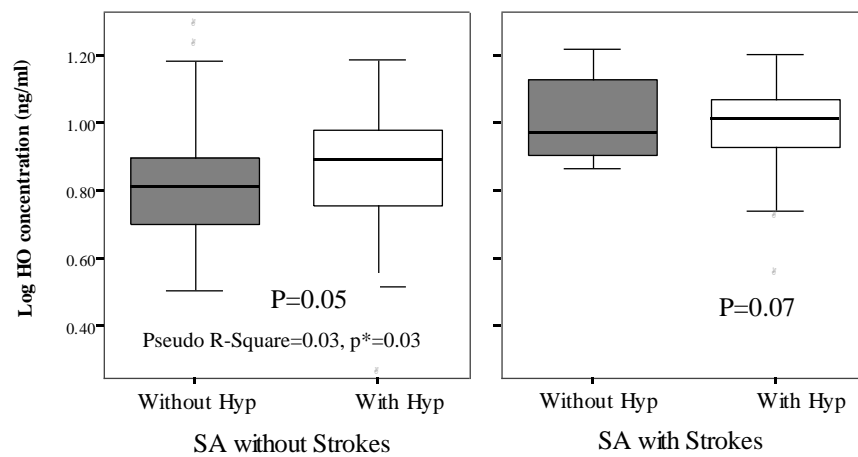 Log HO concentration (ng/ml)
1.20
1.00
0.80
0.60
0.40
P=0.05
Pseudo R-Square=0.03, p*=0.03
P=0.07
Without Hyp With Hyp Without Hyp With Hyp
SA without Strokes SA with Strokes